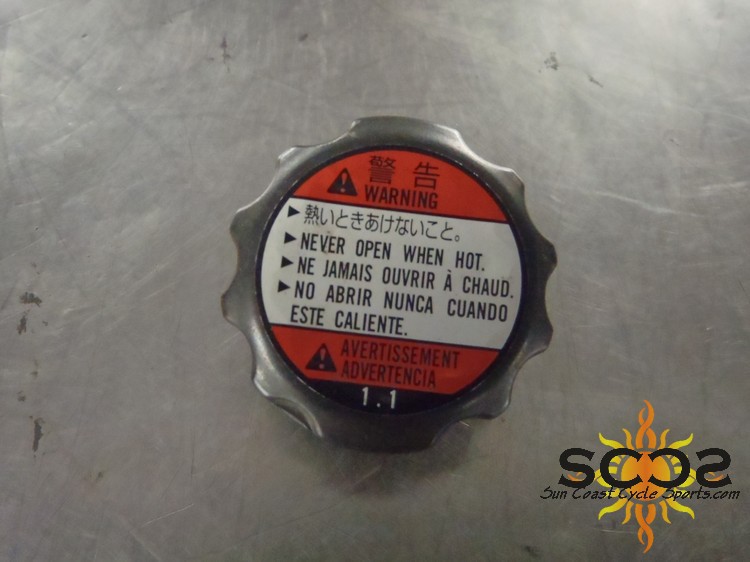 警告
WARNING
▶熱いときあけないこと。
▶NEVER OPEN WHEN HOT.
▶NE JAMAIS OUVRIR À CHAUD.
▶NO ABRIR NUNCA CUANDO
ESTE CALIENTE.
AVERTISSEMENT
ADVERTENCIA
1.1
SCCS
Sun Coast Cycle Sports.com